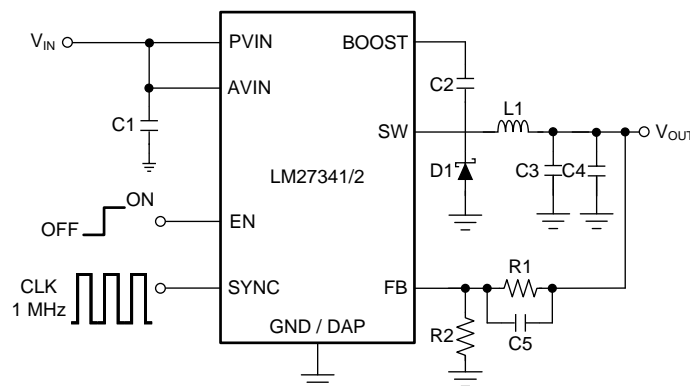 V_IN
PVIN
BOOST
AVIN
C2
C1
L1
SW
V_OUT
LM27341/2
D1
C3
C4
ON
OFF
EN
CLK
1 MHz
SYNC
FB
R1
GND / DAP
R2
C5